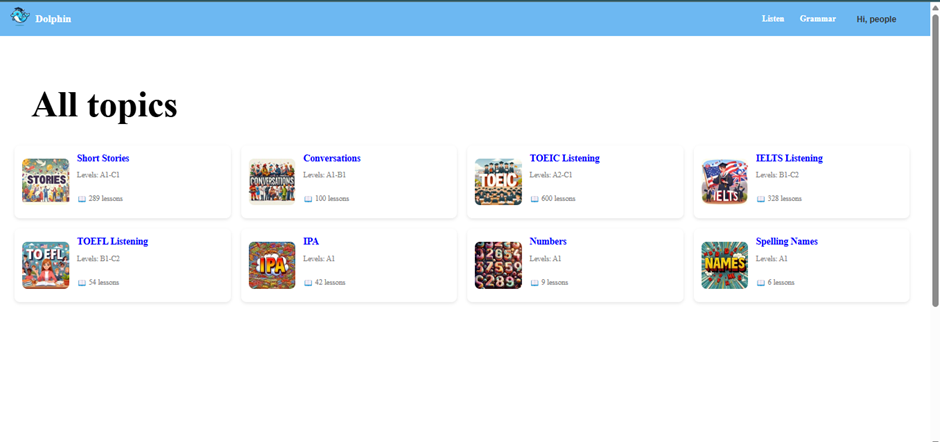 Dolphin
Listen Grammar Hi, people
All topics
STORIES
Short Stories
Levels: A1-C1
289 lessons
CONVERSATIONS
Conversations
Levels: A1-B1
100 lessons
TOEIC
TOEIC Listening
Levels: A2-C1
600 lessons
IELTS
IELTS Listening
Levels: B1-C2
328 lessons
TOEFL
TOEFL Listening
Levels: B1-C2
54 lessons
IPA
IPA
Levels: A1
42 lessons
Numbers
Levels: A1
9 lessons
NAMES
Spelling Names
Levels: A1
6 lessons